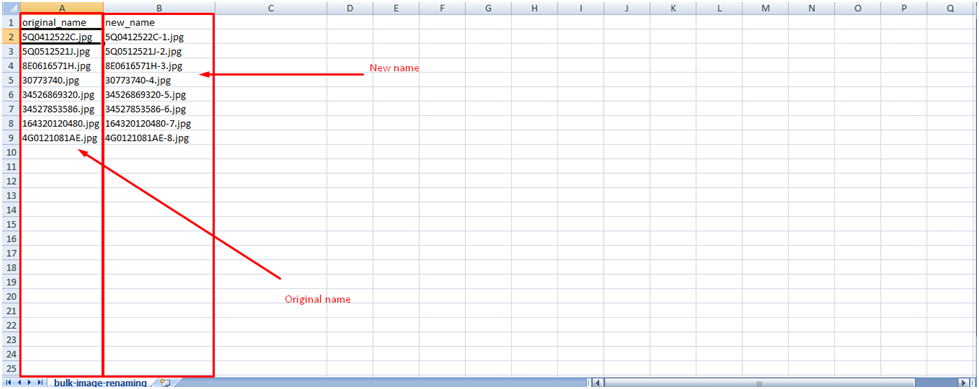 A B C D E F G H I J K L M N O P Q
1 original_name new_name
2 5Q0412522C.jpg 5Q0412522C-1.jpg
3 5Q0512521J.jpg 5Q0512521J-2.jpg
4 8E0616571H.jpg 8E0616571H-3.jpg
New name
5 30773740.jpg 30773740-4.jpg
6 34526869320.jpg 34526869320-5.jpg
7 34527853586.jpg 34527853586-6.jpg
8 164320120480.jpg 164320120480-7.jpg
9 4G0121081AE.jpg 4G0121081AE-8.jpg
10
11
12
13
14
15
16
17
18
19
20
Original name
21
22
23
24
25
bulk-image-renaming